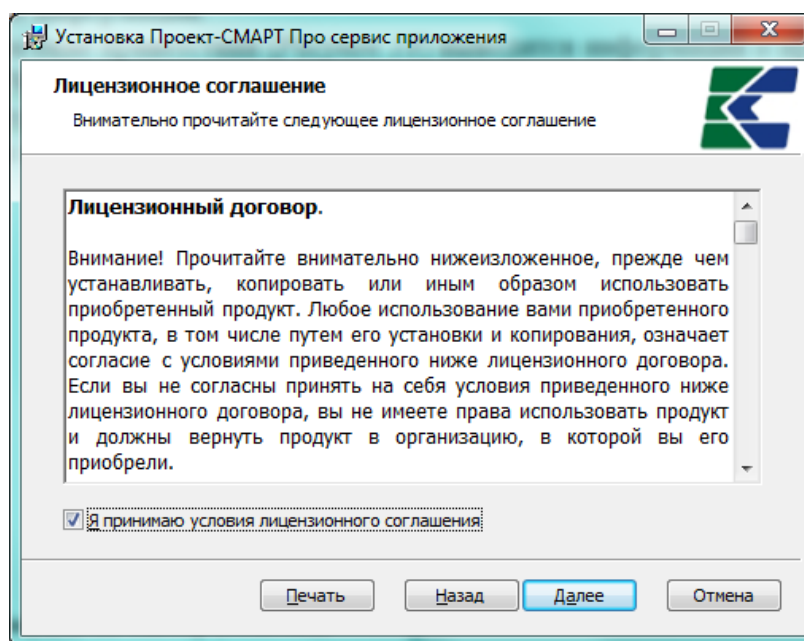 Установка Проект-СМАРТ Про сервис приложения
Лицензионное соглашение
Внимательно прочитайте следующее лицензионное соглашение
Лицензионный договор.
Внимание! Прочитайте внимательно нижеизложенное, прежде чем
устанавливать, копировать или иным образом использовать
приобретенный продукт. Любое использование вами приобретенного
продукта, в том числе путем его установки и копирования, означает
согласие с условиями приведенного ниже лицензионного договора.
Если вы не согласны принять на себя условия приведенного ниже
лицензионного договора, вы не имеете права использовать продукт
и должны вернуть продукт в организацию, в которой вы его
приобрели.
Я принимаю условия лицензионного соглашения
Печать Назад Далее Отмена